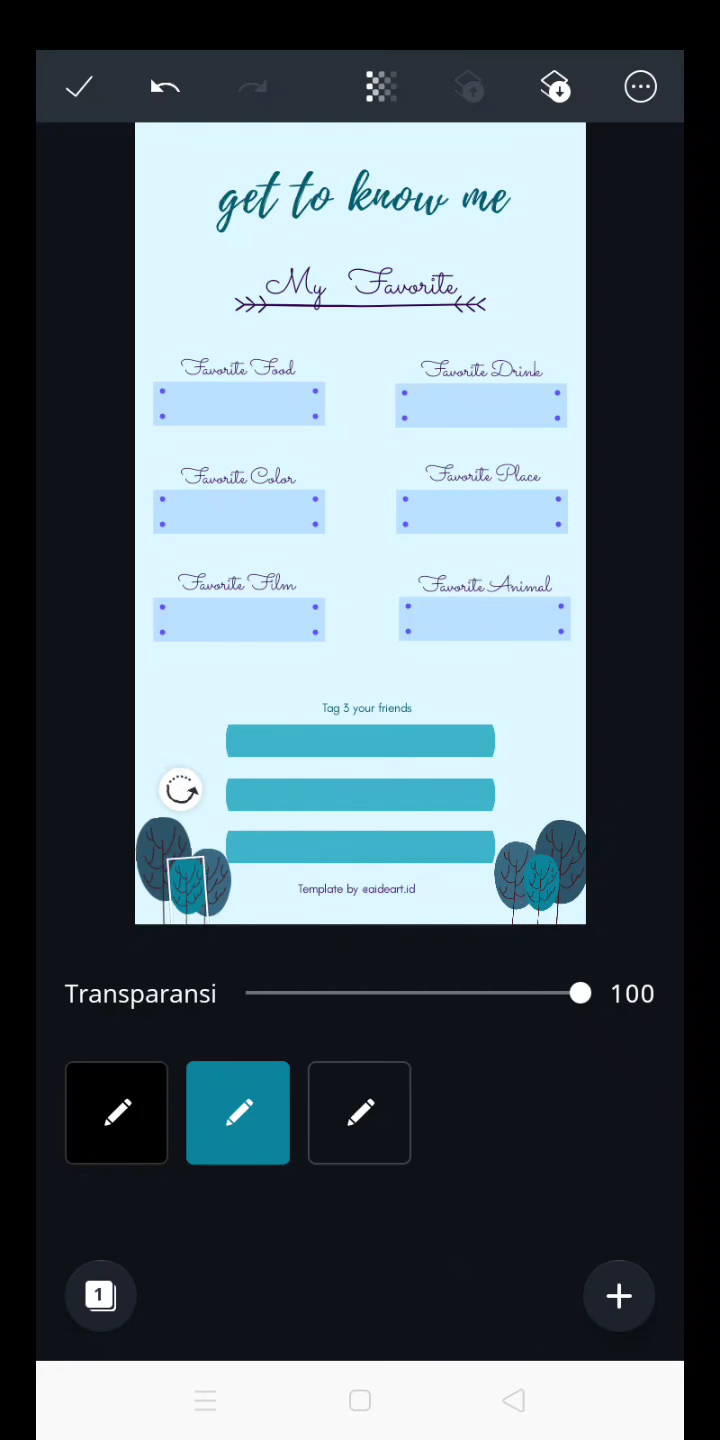 get to know me
My Favorite
Favorite Food
Favorite Drink
Favorite Color
Favorite Place
Favorite Film
Favorite Animal
Tag 3 your friends
Template by @aideart.id
Transparansi 100
1